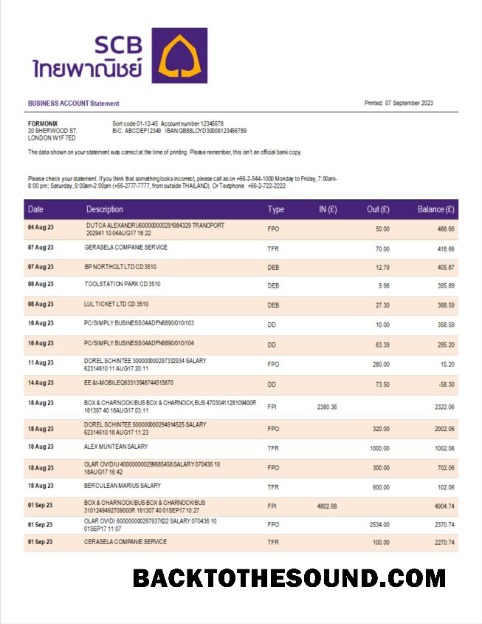 SCB
ไทยพาณิชย์
BUSINESS ACCOUNT Statement
Printed: 07 September 2023
FORMONIX
20 SHERWOOD ST.
LONDON W1F 7ED
Sort code 01-12-45 Account number 12345678
BIC. ABCDEF12349 IBAN:GB88LOYD30009123456789
The data shown on your statement was correct at the time of printing. Please remember, this isn't an official bank copy.
Please check your statement. If you think that something looks incorrect, please call as on +66-2-544-1000 Monday to Friday, 7:00am-
8:00 pm; Saturday, 9:00am-2:00pm (+66-2777-7777, from outside THAILAND). Or Textphone +66-2-722-2222
Date Description Type IN (£) Out (£) Balance (£)
04 Aug 23 DUTCA ALEXANDRU 600000000291984329 TRANCPORT FPO 50.00 488.66
202941 10 04AUG17 18:22
07 Aug 23 GERASELA COMPANIE SERVICE TFR 70.00 418.66
07 Aug 23 BP NORTHOLT LTD CD 3510 DEB 12.79 405.87
08 Aug 23 TOOLSTATION PARK CD 3510 DEB 9.98 395.89
08 Aug 23 LUL TICKET LTD CD 3510 DEB 27.30 368.59
10 Aug 23 PC/SIMPLY BUSINESS04ADFN6890/010/103 DD 10.00 358.59
10 Aug 23 PC/SIMPLY BUSINESS04ADFN6890/010/104 DD 63.39 295.20
11 Aug 23 DOREL SCHINTEE 300000000297332934 SALARY FPO 280.00 15.20
62314610 11 AUG17 20:11
14 Aug 23 EE &I-MOBILEQ63313548744513870 DD 73.50 -58.30
18 Aug 23 BOX & CHARNOCK/BUS BOX & CHARNOCK,BUS 4703041128109400R FPI 2380.36 2322.06
161307 40 18AUG17 03:11
18 Aug 23 DOREL SCHINTEE 500000000294914525 SALARY FPO 320.00 2002.06
62314610 18 AUG17 11:23
18 Aug 23 ALEX MUNTEAN SALARY TFR 1000.00 1002.06
18 Aug 23 OLAR OVIDIU 400000000299685458 SALARY 070436 10 FPO 300.00 702.06
18AUG17 16:42
18 Aug 23 BERCULEAN MARIUS SALARY TFR 600.00 102.06
01 Sep 23 BOX & CHARNOCK/BUS BOX & CHARNOCK/BUS FPI 4802.68 4904.74
3101249492709000R 161307 40 01SEP17 10:27
01 Sep 23 OLAR OVIDI 500000000297937622 SALARY 070436 10 FPO 2534.00 2370.74
01SEP17 11:07
01 Sep 23 CERASELA COMPANIE SERVICE TFR 100.00 2270.74
BACKTOTHESOUND.COM